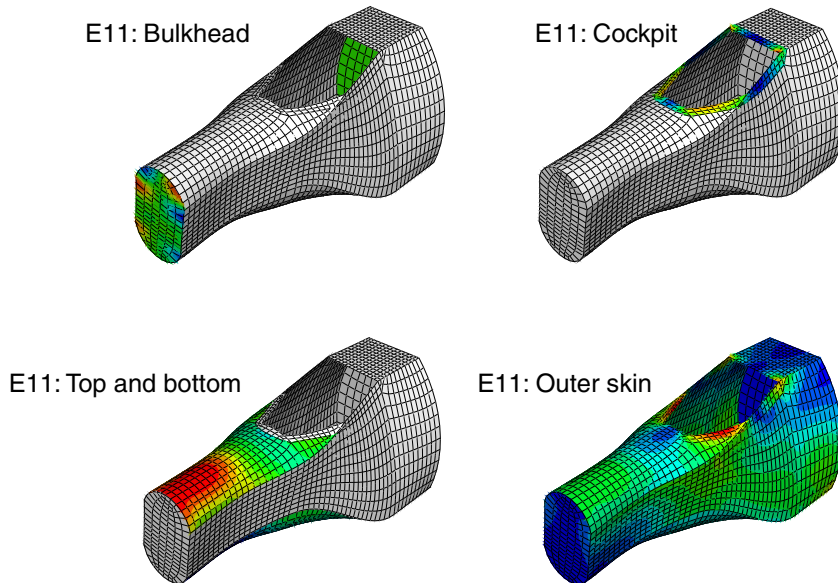 E11: Bulkhead
E11: Cockpit
E11: Top and bottom
E11: Outer skin